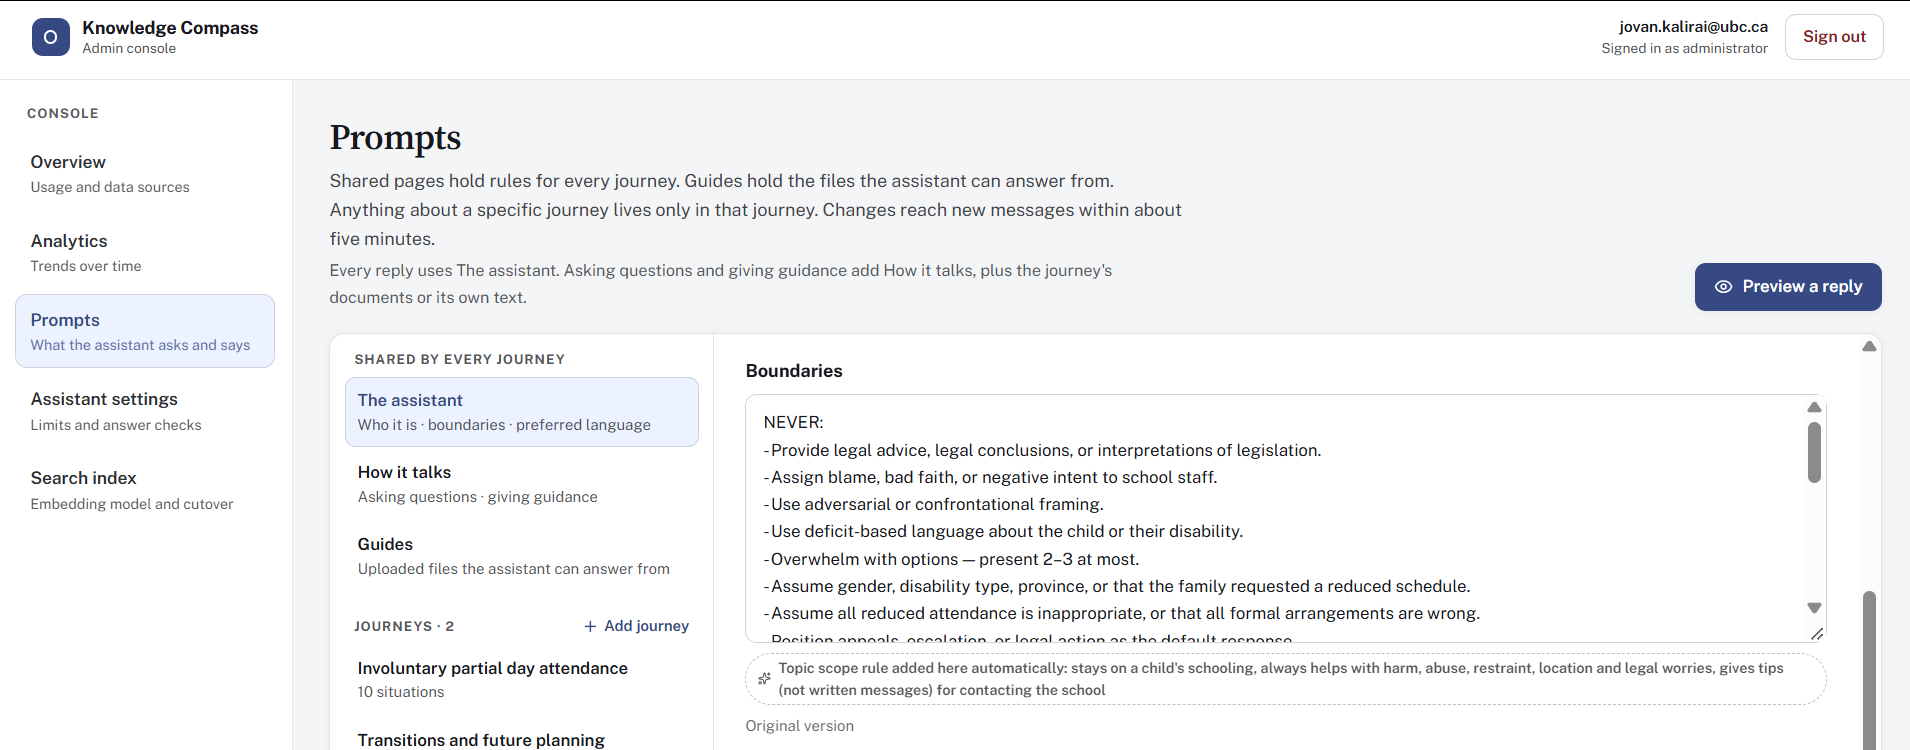 O
Knowledge Compass
Admin console
jovan.kalirai@ubc.ca
Signed in as administrator
Sign out
CONSOLE
Overview
Usage and data sources
Analytics
Trends over time
Prompts
What the assistant asks and says
Assistant settings
Limits and answer checks
Search index
Embedding model and cutover
Prompts
Shared pages hold rules for every journey. Guides hold the files the assistant can answer from.
Anything about a specific journey lives only in that journey. Changes reach new messages within about
five minutes.
Every reply uses The assistant. Asking questions and giving guidance add How it talks, plus the journey's
documents or its own text.
Preview a reply
SHARED BY EVERY JOURNEY
The assistant
Who it is · boundaries · preferred language
How it talks
Asking questions · giving guidance
Guides
Uploaded files the assistant can answer from
JOURNEYS · 2
+ Add journey
Involuntary partial day attendance
10 situations
Transitions and future planning
Boundaries
NEVER:
- Provide legal advice, legal conclusions, or interpretations of legislation.
- Assign blame, bad faith, or negative intent to school staff.
- Use adversarial or confrontational framing.
- Use deficit-based language about the child or their disability.
- Overwhelm with options — present 2–3 at most.
- Assume gender, disability type, province, or that the family requested a reduced schedule.
- Assume all reduced attendance is inappropriate, or that all formal arrangements are wrong.
- Position appeals, escalation, or legal action as the default response.
Topic scope rule added here automatically: stays on a child's schooling, always helps with harm, abuse, restraint, location and legal worries, gives tips
(not written messages) for contacting the school
Original version